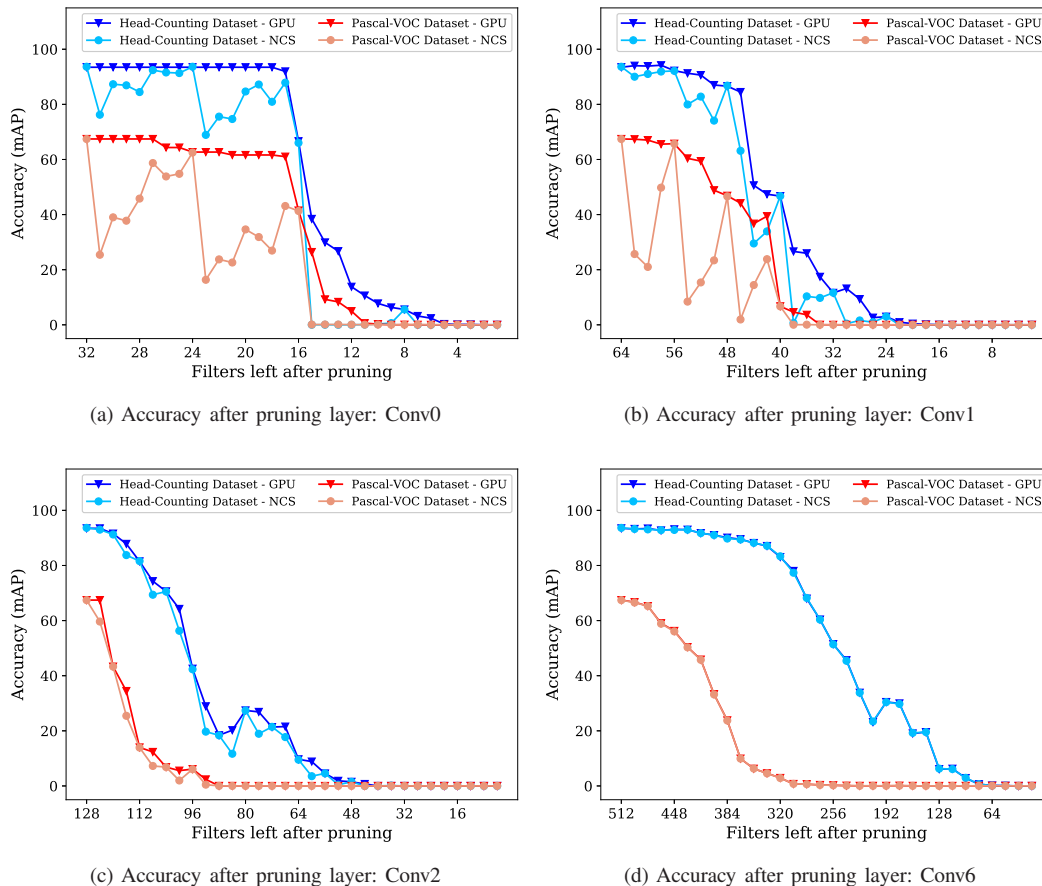 Head-Counting Dataset - GPU Pascal-VOC Dataset - GPU
Head-Counting Dataset - NCS Pascal-VOC Dataset - NCS
100
80
60
40
20
0
Accuracy (mAP)
32 28 24 20 16 12 8 4
Filters left after pruning
(a) Accuracy after pruning layer: Conv0
Head-Counting Dataset - GPU Pascal-VOC Dataset - GPU
Head-Counting Dataset - NCS Pascal-VOC Dataset - NCS
100
80
60
40
20
0
Accuracy (mAP)
64 56 48 40 32 24 16 8
Filters left after pruning
(b) Accuracy after pruning layer: Conv1
Head-Counting Dataset - GPU Pascal-VOC Dataset - GPU
Head-Counting Dataset - NCS Pascal-VOC Dataset - NCS
100
80
60
40
20
0
Accuracy (mAP)
128 112 96 80 64 48 32 16
Filters left after pruning
(c) Accuracy after pruning layer: Conv2
Head-Counting Dataset - GPU Pascal-VOC Dataset - GPU
Head-Counting Dataset - NCS Pascal-VOC Dataset - NCS
100
80
60
40
20
0
Accuracy (mAP)
512 448 384 320 256 192 128 64
Filters left after pruning
(d) Accuracy after pruning layer: Conv6